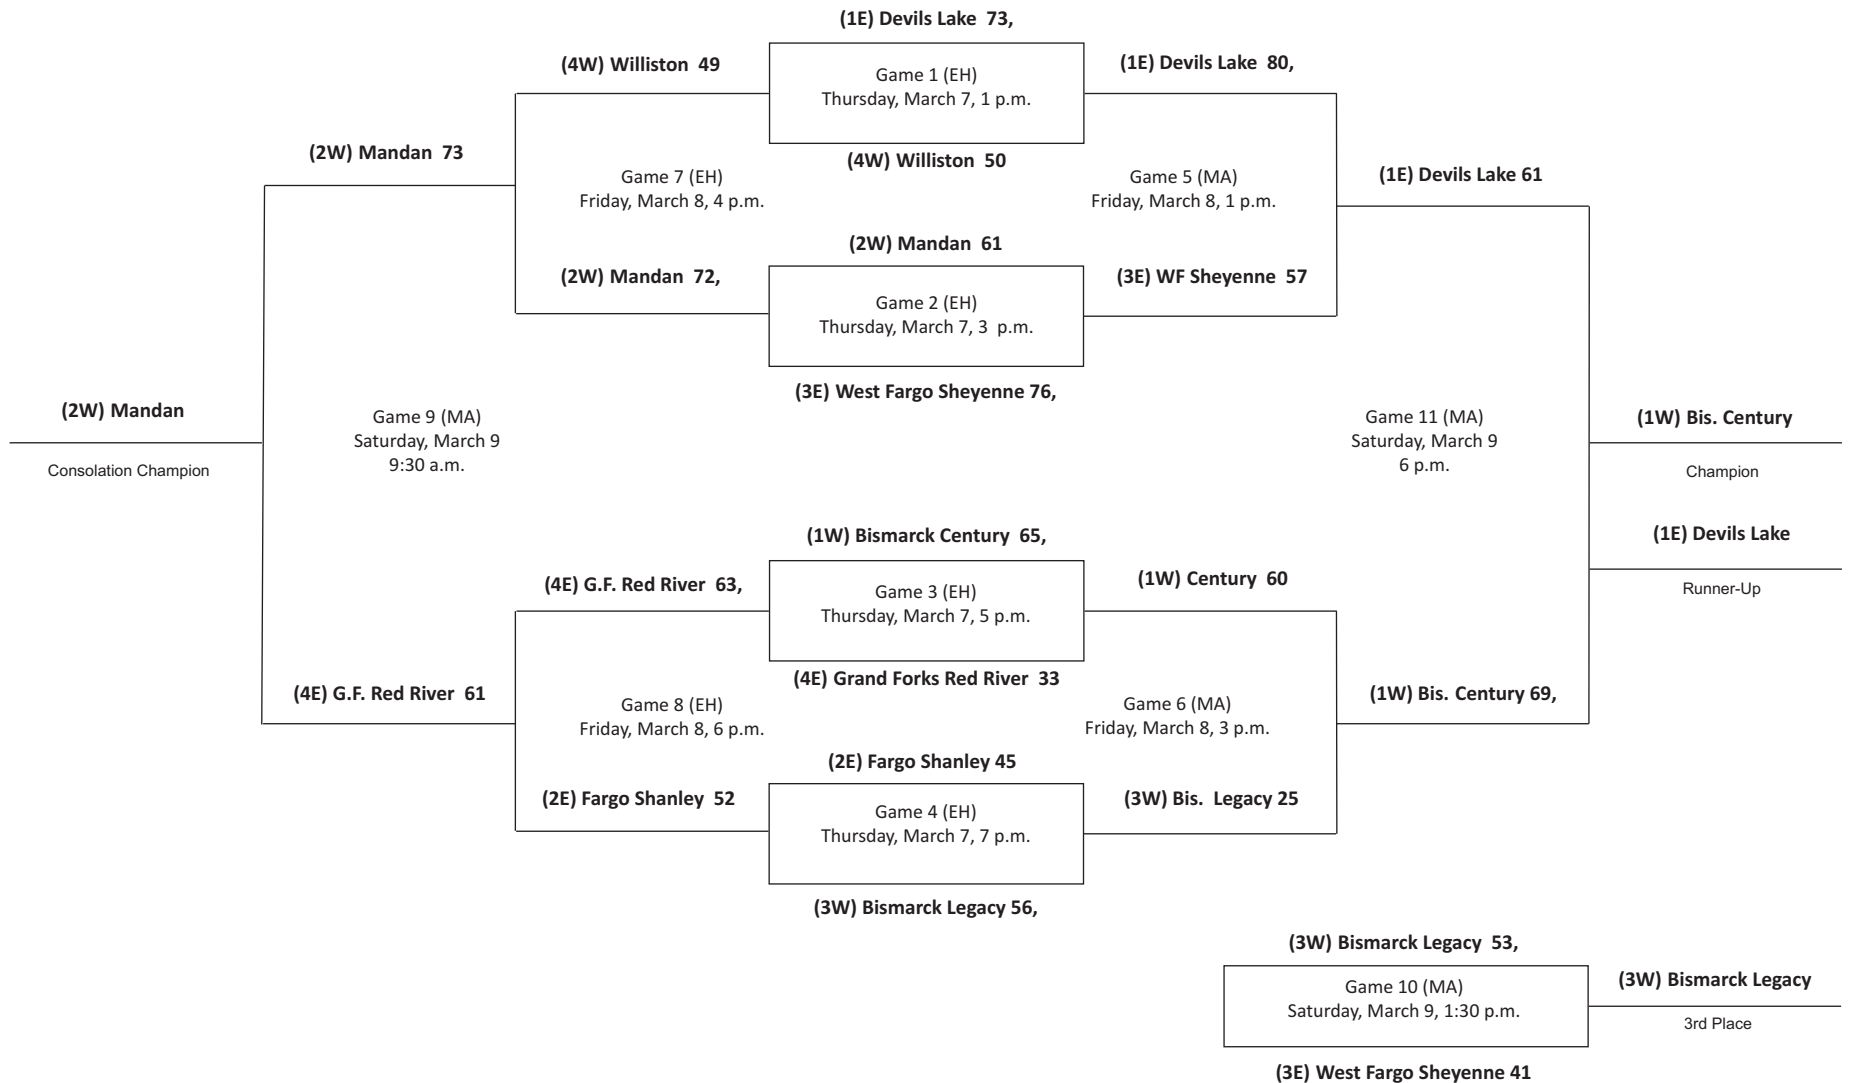 (1E) Devils Lake 73,
(4W) Williston 49
Game 1 (EH)
Thursday, March 7, 1 p.m.
(1E) Devils Lake 80,
(2W) Mandan 73
(4W) Williston 50
Game 7 (EH)
Friday, March 8, 4 p.m.
Game 5 (MA)
Friday, March 8, 1 p.m.
(1E) Devils Lake 61
(2W) Mandan 61
(2W) Mandan 72,
Game 2 (EH)
Thursday, March 7, 3 p.m.
(3E) WF Sheyenne 57
(3E) West Fargo Sheyenne 76,
(2W) Mandan
Consolation Champion
Game 9 (MA)
Saturday, March 9
9:30 a.m.
Game 11 (MA)
Saturday, March 9
6 p.m.
(1W) Bis. Century
Champion
(1W) Bismarck Century 65,
(1E) Devils Lake
Runner-Up
(4E) G.F. Red River 63,
Game 3 (EH)
Thursday, March 7, 5 p.m.
(1W) Century 60
(4E) Grand Forks Red River 33
(4E) G.F. Red River 61
Game 8 (EH)
Friday, March 8, 6 p.m.
Game 6 (MA)
Friday, March 8, 3 p.m.
(1W) Bis. Century 69,
(2E) Fargo Shanley 45
(2E) Fargo Shanley 52
Game 4 (EH)
Thursday, March 7, 7 p.m.
(3W) Bis. Legacy 25
(3W) Bismarck Legacy 56,
(3W) Bismarck Legacy 53,
Game 10 (MA)
Saturday, March 9, 1:30 p.m.
(3W) Bismarck Legacy
3rd Place
(3E) West Fargo Sheyenne 41